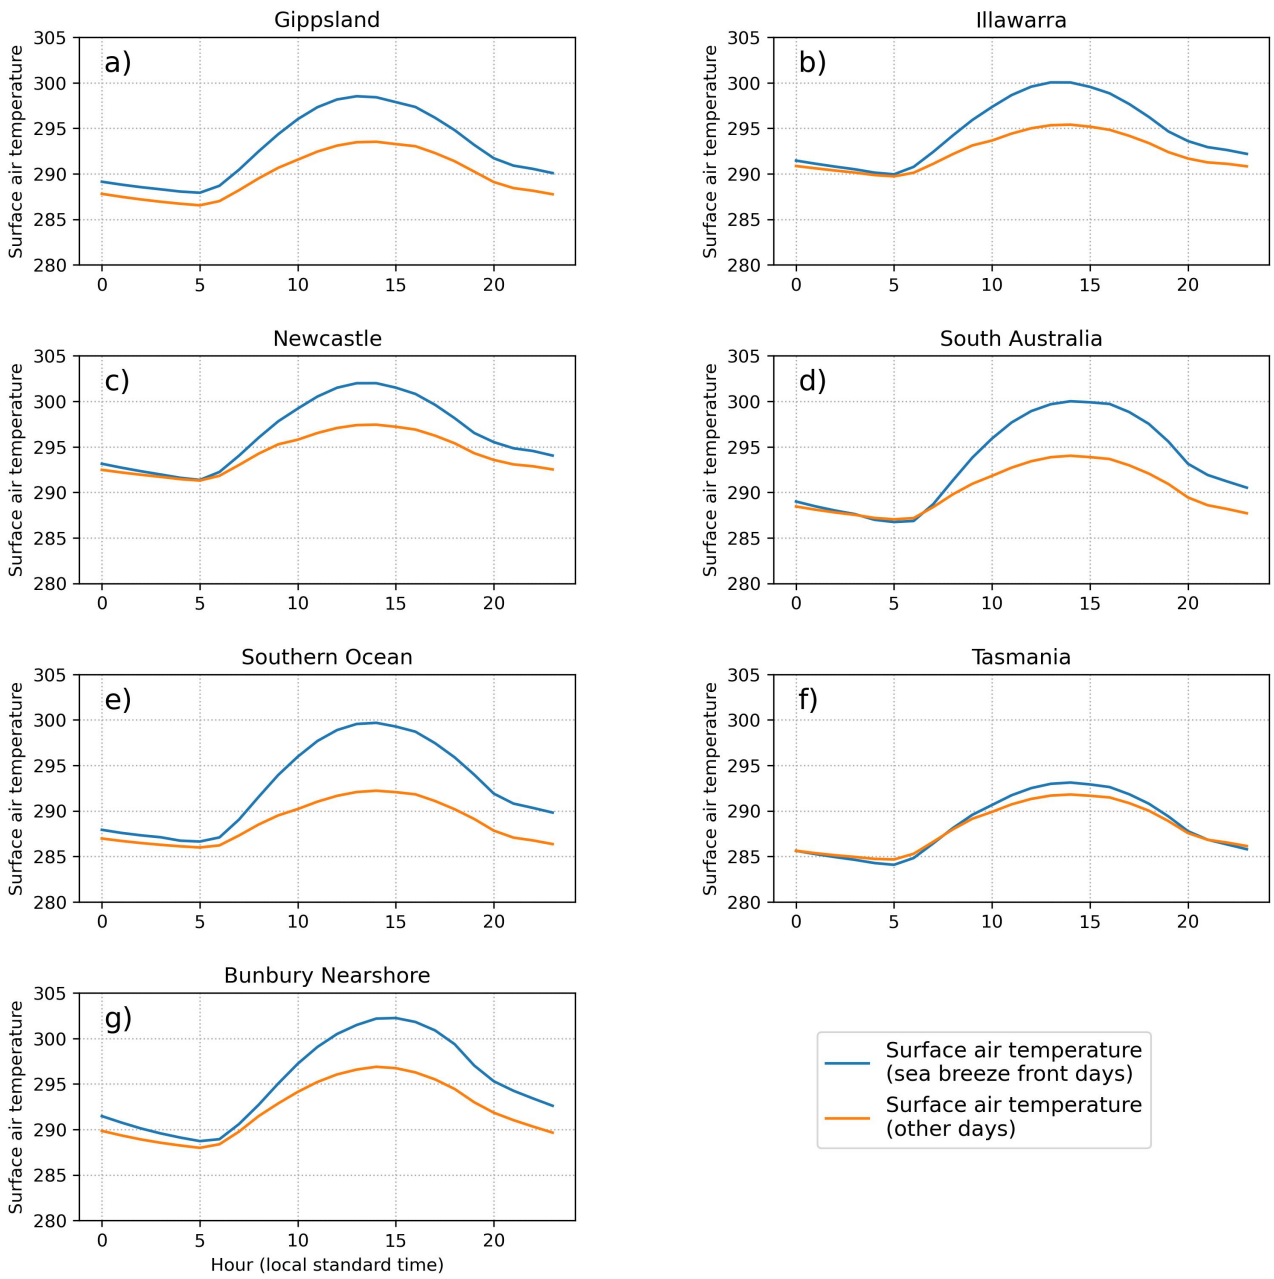 Gippsland
a)
Surface air temperature
305
300
295
290
285
280
0 5 10 15 20
Illawarra
b)
Surface air temperature
305
300
295
290
285
280
0 5 10 15 20
Newcastle
c)
Surface air temperature
305
300
295
290
285
280
0 5 10 15 20
South Australia
d)
Surface air temperature
305
300
295
290
285
280
0 5 10 15 20
Southern Ocean
e)
Surface air temperature
305
300
295
290
285
280
0 5 10 15 20
Tasmania
f)
Surface air temperature
305
300
295
290
285
280
0 5 10 15 20
Bunbury Nearshore
g)
Surface air temperature
305
300
295
290
285
280
0 5 10 15 20
Hour (local standard time)
Surface air temperature
(sea breeze front days)
Surface air temperature
(other days)